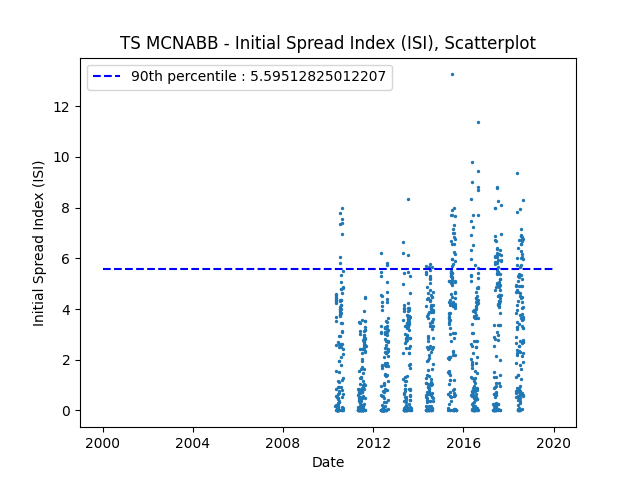 TS MCNABB - Initial Spread Index (ISI), Scatterplot
90th percentile : 5.59512825012207
12
10
8
6
4
2
0
Initial Spread Index (ISI)
2000 2004 2008 2012 2016 2020
Date